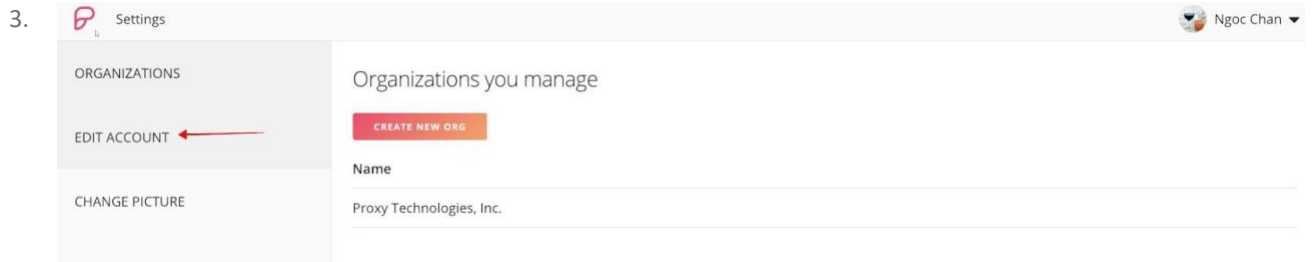 3.
Settings
Ngoc Chan
ORGANIZATIONS
EDIT ACCOUNT
CHANGE PICTURE
Organizations you manage
CREATE NEW ORG
Name
Proxy Technologies, Inc.